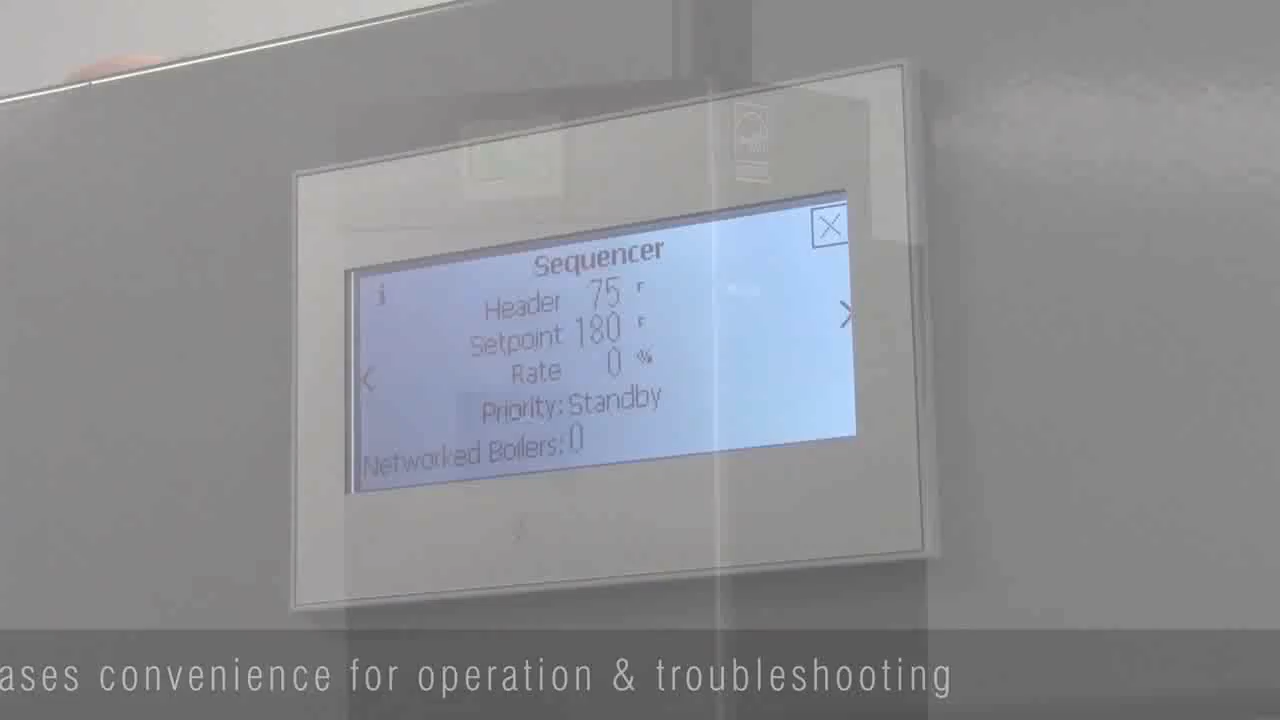 Sequencer
i
Header 75 F
Setpoint 180 F
Rate 0 %
Priority: Standby
Networked Boilers: 0
ases convenience for operation & troubleshooting